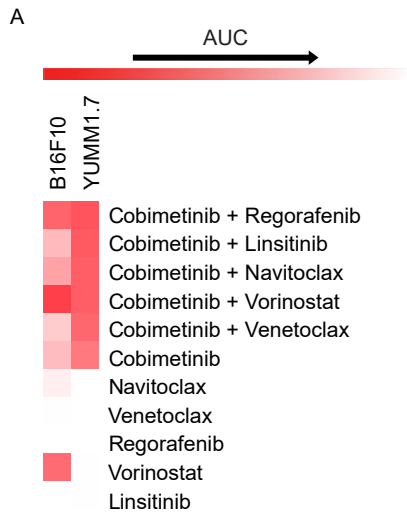 A
AUC
B16F10
YUMM1.7
Cobimetinib + Regorafenib
Cobimetinib + Linsitinib
Cobimetinib + Navitoclax
Cobimetinib + Vorinostat
Cobimetinib + Venetoclax
Cobimetinib
Navitoclax
Venetoclax
Regorafenib
Vorinostat
Linsitinib